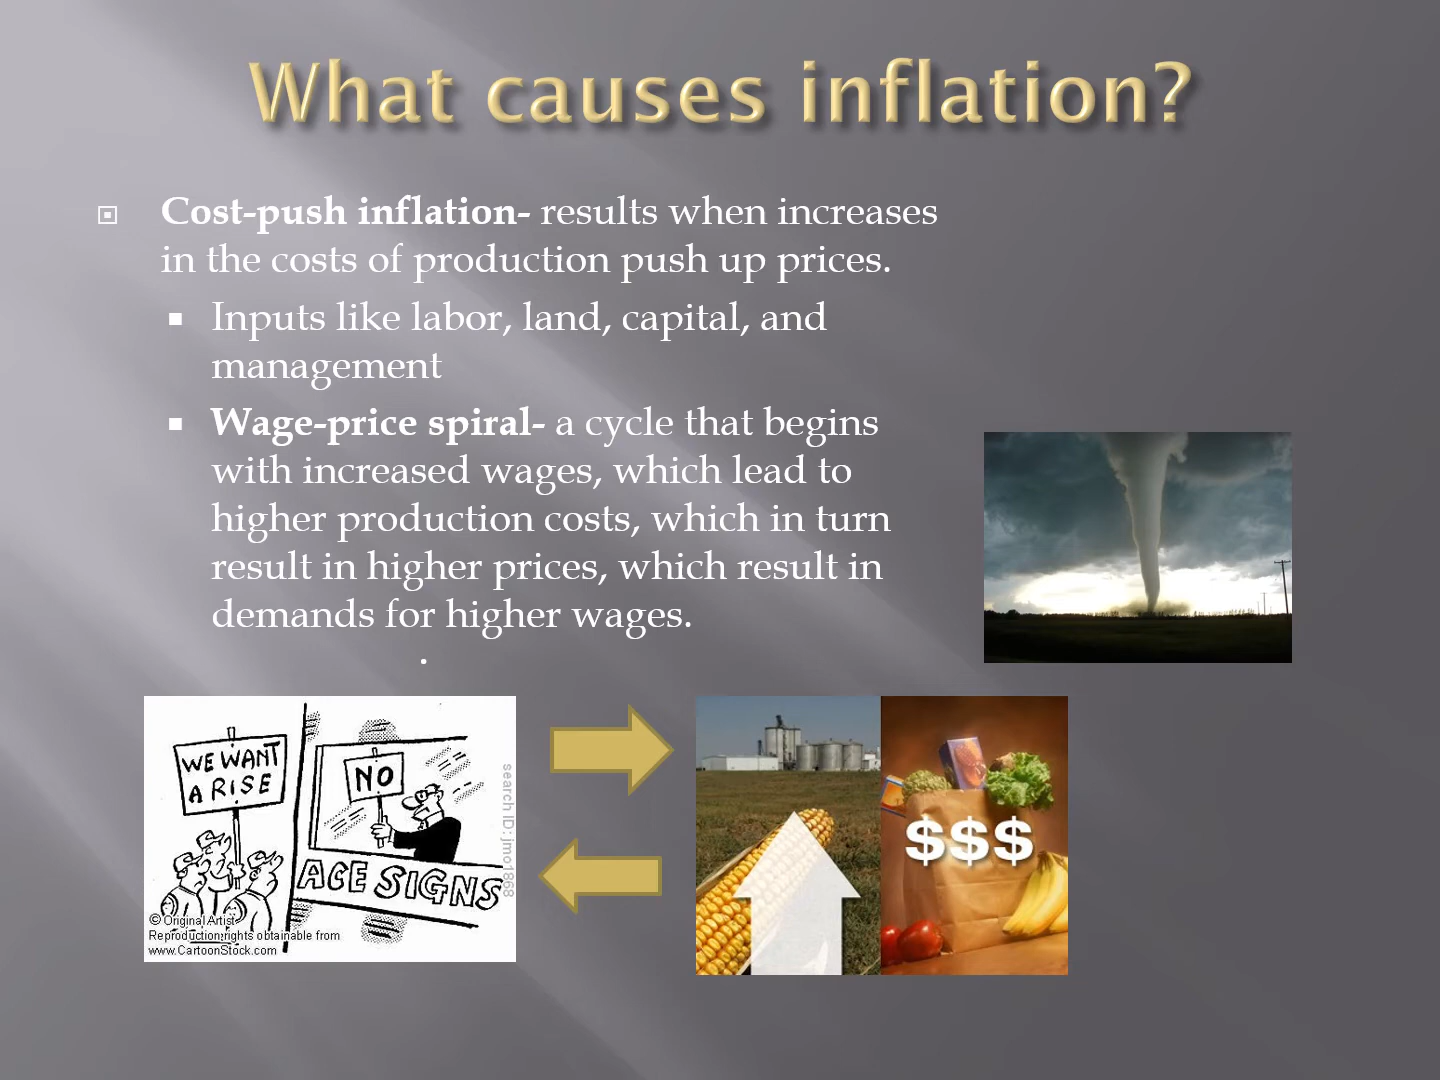 What causes inflation?
Cost-push inflation- results when increases
in the costs of production push up prices.
Inputs like labor, land, capital, and
management
Wage-price spiral- a cycle that begins
with increased wages, which lead to
higher production costs, which in turn
result in higher prices, which result in
demands for higher wages.
.
WE WANT
A RISE
NO
ACE SIGNS
search ID: jmo1868
© Original Artist
Reproduction rights obtainable from
www.CartoonStock.com
$$$